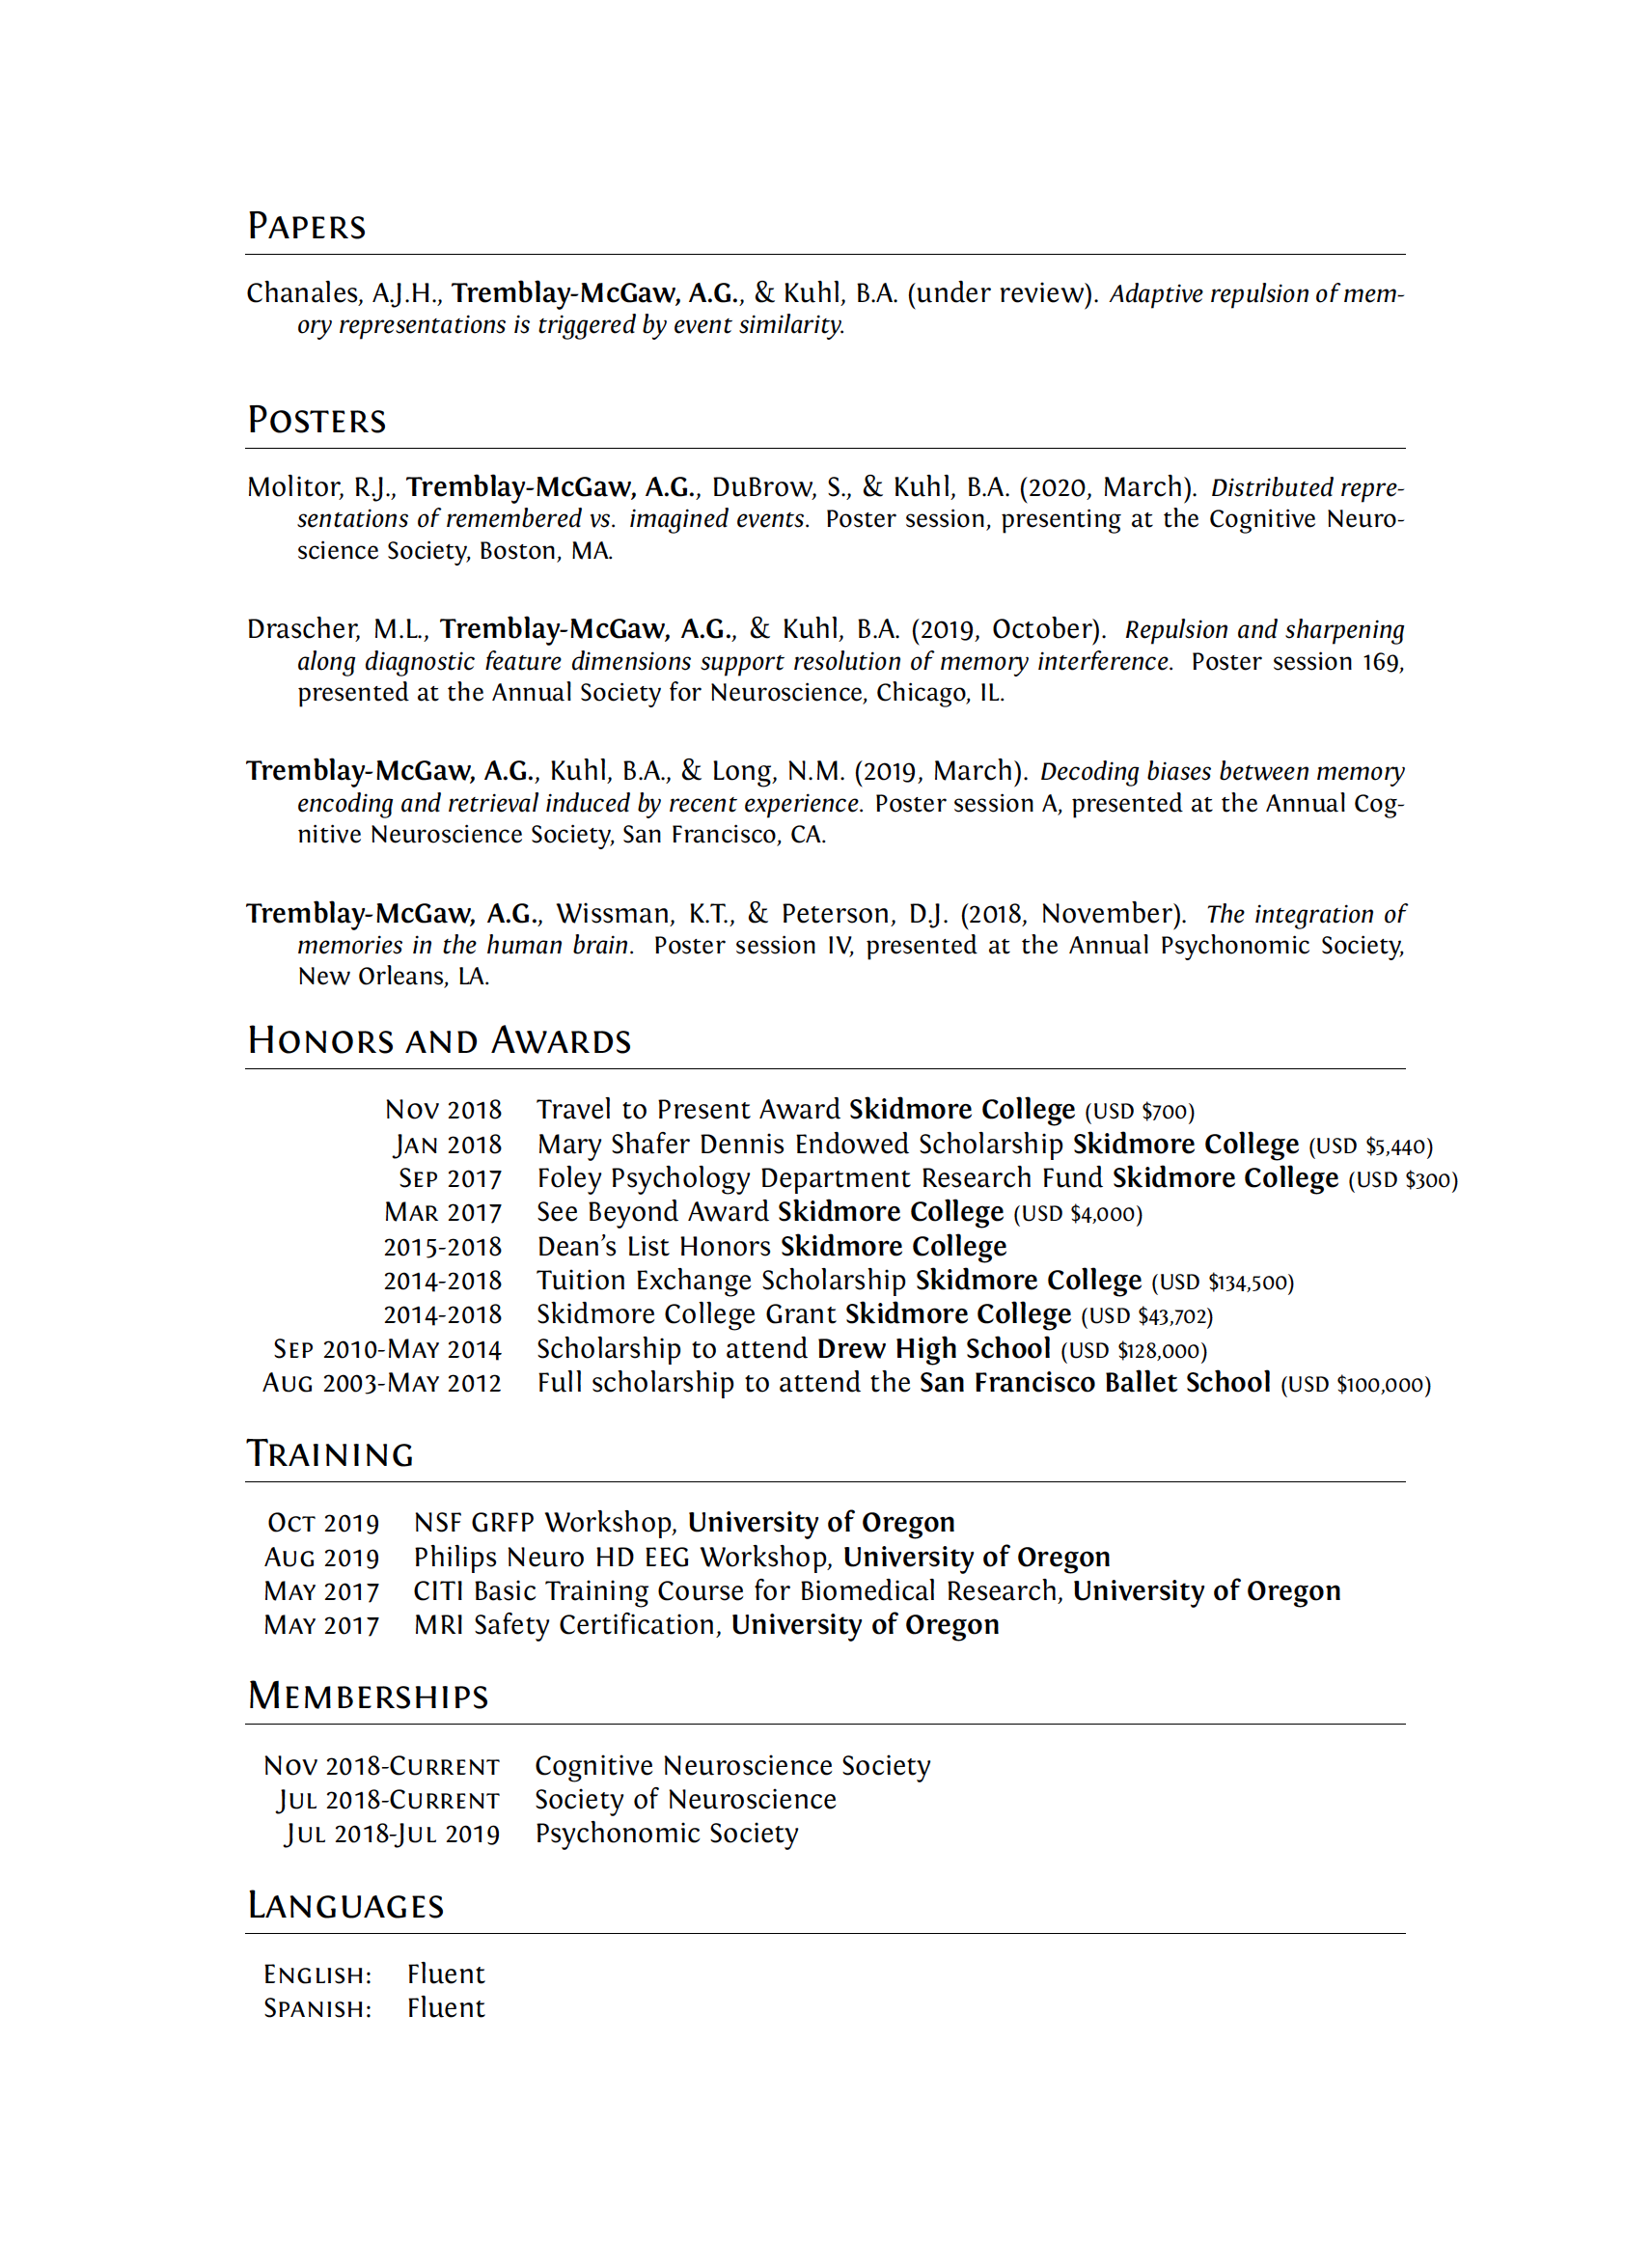 Papers
Chanales, A.J.H., Tremblay-McGaw, A.G., & Kuhl, B.A. (under review). Adaptive repulsion of mem-
ory representations is triggered by event similarity.
Posters
Molitor, R.J., Tremblay-McGaw, A.G., DuBrow, S., & Kuhl, B.A. (2020, March). Distributed repre-
sentations of remembered vs. imagined events. Poster session, presenting at the Cognitive Neuro-
science Society, Boston, MA.
Drascher, M.L., Tremblay-McGaw, A.G., & Kuhl, B.A. (2019, October). Repulsion and sharpening
along diagnostic feature dimensions support resolution of memory interference. Poster session 169,
presented at the Annual Society for Neuroscience, Chicago, IL.
Tremblay-McGaw, A.G., Kuhl, B.A., & Long, N.M. (2019, March). Decoding biases between memory
encoding and retrieval induced by recent experience. Poster session A, presented at the Annual Cog-
nitive Neuroscience Society, San Francisco, CA.
Tremblay-McGaw, A.G., Wissman, K.T., & Peterson, D.J. (2018, November). The integration of
memories in the human brain. Poster session IV, presented at the Annual Psychonomic Society,
New Orleans, LA.
Honors and Awards
Nov 2018 Travel to Present Award Skidmore College (USD $700)
Jan 2018 Mary Shafer Dennis Endowed Scholarship Skidmore College (USD $5,440)
Sep 2017 Foley Psychology Department Research Fund Skidmore College (USD $300)
Mar 2017 See Beyond Award Skidmore College (USD $4,000)
2015-2018 Dean's List Honors Skidmore College
2014-2018 Tuition Exchange Scholarship Skidmore College (USD $134,500)
2014-2018 Skidmore College Grant Skidmore College (USD $43,702)
Sep 2010-May 2014 Scholarship to attend Drew High School (USD $128,000)
Aug 2003-May 2012 Full scholarship to attend the San Francisco Ballet School (USD $100,000)
Training
Oct 2019 NSF GRFP Workshop, University of Oregon
Aug 2019 Philips Neuro HD EEG Workshop, University of Oregon
May 2017 CITI Basic Training Course for Biomedical Research, University of Oregon
May 2017 MRI Safety Certification, University of Oregon
Memberships
Nov 2018-Current Cognitive Neuroscience Society
Jul 2018-Current Society of Neuroscience
Jul 2018-Jul 2019 Psychonomic Society
Languages
English: Fluent
Spanish: Fluent